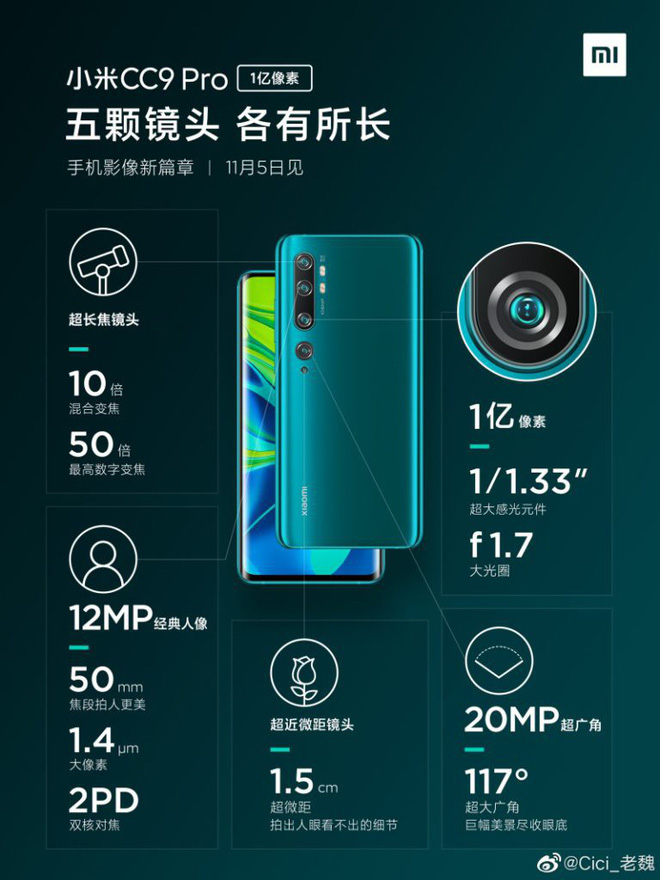 mi
小米CC9 Pro 1亿像素
五颗镜头 各有所长
手机影像新篇章 | 11月5日见
超长焦镜头
10倍
混合变焦
50倍
最高数字变焦
xiaomi
1亿像素
1/1.33″
超大感光元件
f1.7
大光圈
12MP经典人像
50mm
焦段拍人更美
1.4μm
大像素
2PD
双核对焦
超近微距镜头
1.5cm
超微距
拍出人眼看不出的细节
20MP超广角
117°
超大广角
巨幅美景尽收眼底
@Cici_老魏